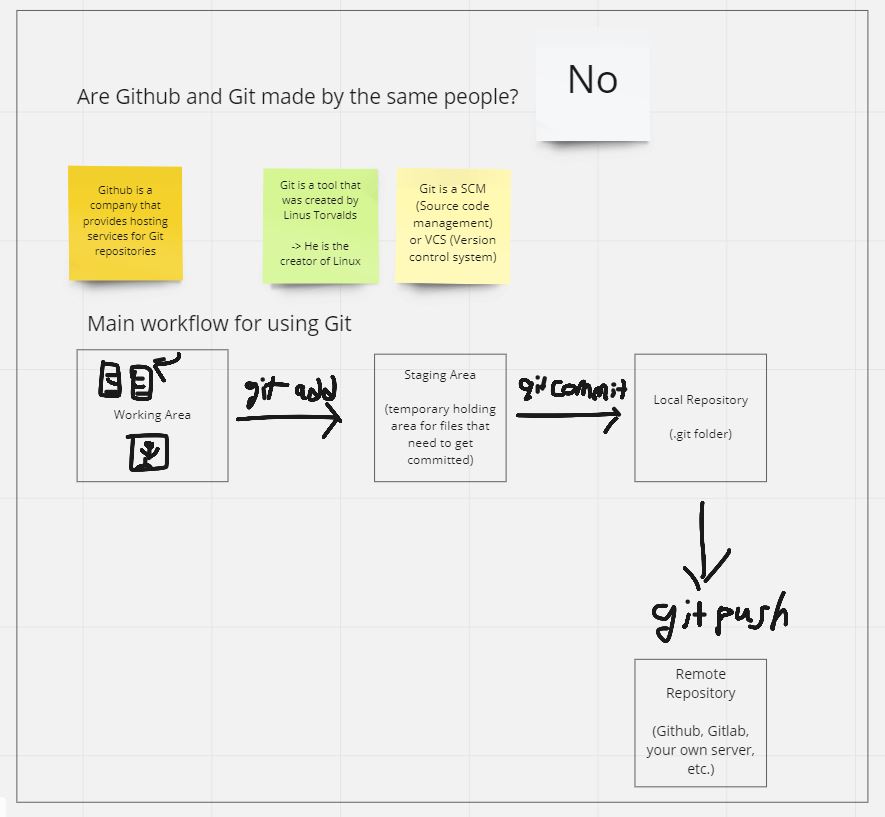 No
Are Github and Git made by the same people?
Github is a
company that
provides hosting
services for Git
repositories
Git is a tool that
was created by
Linus Torvalds
-> He is the
creator of Linux
Git is a SCM
(Source code
management)
or VCS (Version
control system)
Main workflow for using Git
Working Area
git add
Staging Area
(temporary holding
area for files that
need to get
committed)
git commit
Local Repository
(.git folder)
git push
Remote
Repository
(Github, Gitlab,
your own server,
etc.)